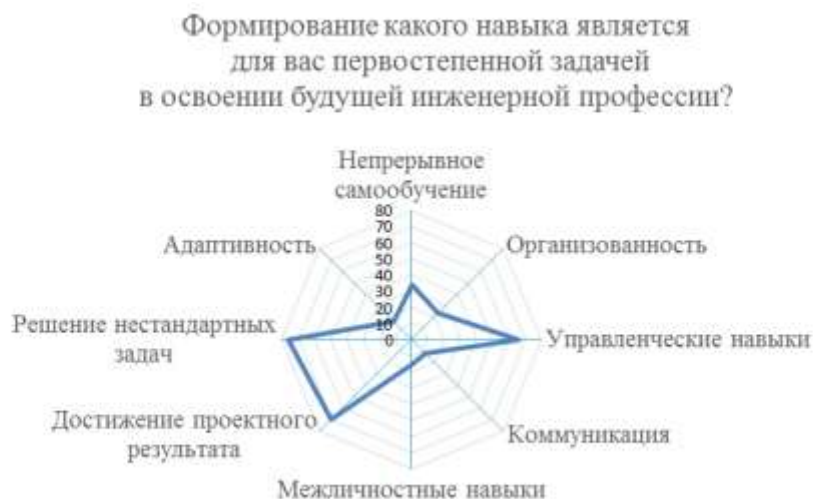 Формирование какого навыка является
для вас первостепенной задачей
в освоении будущей инженерной профессии?
Непрерывное
самообучение
80
70
60
50
40
30
20
10
0
Адаптивность
Организованность
Решение нестандартных
задач
Управленческие навыки
Достижение проектного
результата
Коммуникация
Межличностные навыки